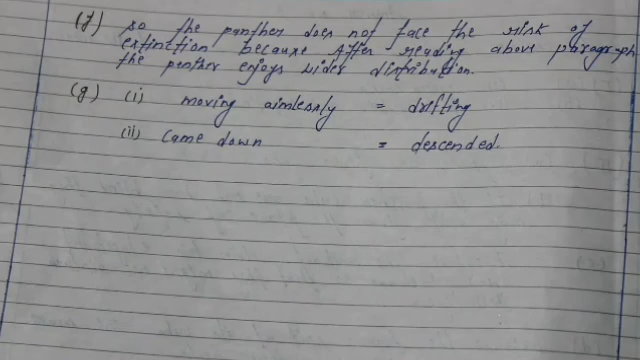 (f) so the panther does not face the risk of
extinction because After reading above paragraph
the penther enjoys wider distribution.
(g) (i) moving aimlessly = drifting
(ii) came down = descended.